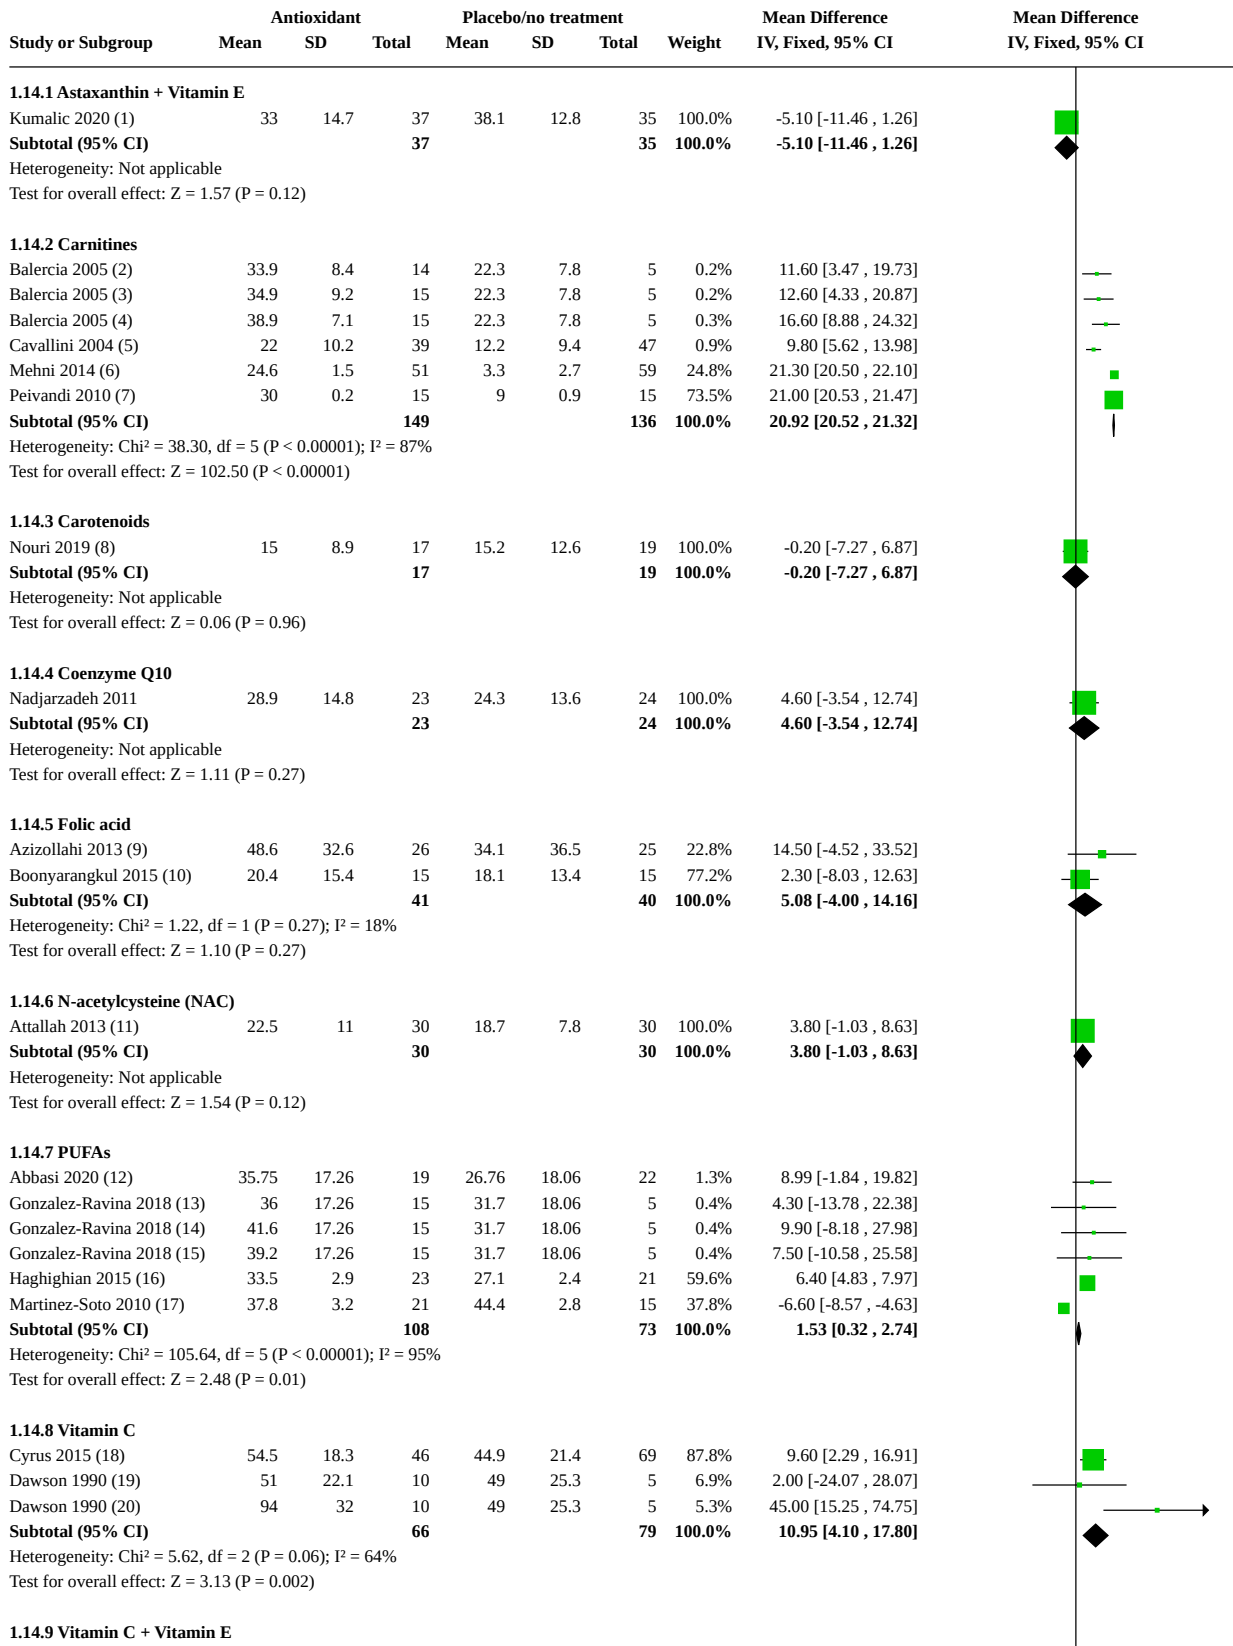 Antioxidant Placebo/no treatment Mean Difference Mean Difference
Study or Subgroup Mean SD Total Mean SD Total Weight IV, Fixed, 95% CI IV, Fixed, 95% CI
1.14.1 Astaxanthin + Vitamin E
Kumalic 2020 (1) 33 14.7 37 38.1 12.8 35 100.0% -5.10 [-11.46 , 1.26]
Subtotal (95% CI) 37 35 100.0% -5.10 [-11.46 , 1.26]
Heterogeneity: Not applicable
Test for overall effect: Z = 1.57 (P = 0.12)
1.14.2 Carnitines
Balercia 2005 (2) 33.9 8.4 14 22.3 7.8 5 0.2% 11.60 [3.47 , 19.73]
Balercia 2005 (3) 34.9 9.2 15 22.3 7.8 5 0.2% 12.60 [4.33 , 20.87]
Balercia 2005 (4) 38.9 7.1 15 22.3 7.8 5 0.3% 16.60 [8.88 , 24.32]
Cavallini 2004 (5) 22 10.2 39 12.2 9.4 47 0.9% 9.80 [5.62 , 13.98]
Mehni 2014 (6) 24.6 1.5 51 3.3 2.7 59 24.8% 21.30 [20.50 , 22.10]
Peivandi 2010 (7) 30 0.2 15 9 0.9 15 73.5% 21.00 [20.53 , 21.47]
Subtotal (95% CI) 149 136 100.0% 20.92 [20.52 , 21.32]
Heterogeneity: Chi² = 38.30, df = 5 (P < 0.00001); I² = 87%
Test for overall effect: Z = 102.50 (P < 0.00001)
1.14.3 Carotenoids
Nouri 2019 (8) 15 8.9 17 15.2 12.6 19 100.0% -0.20 [-7.27 , 6.87]
Subtotal (95% CI) 17 19 100.0% -0.20 [-7.27 , 6.87]
Heterogeneity: Not applicable
Test for overall effect: Z = 0.06 (P = 0.96)
1.14.4 Coenzyme Q10
Nadjarzadeh 2011 28.9 14.8 23 24.3 13.6 24 100.0% 4.60 [-3.54 , 12.74]
Subtotal (95% CI) 23 24 100.0% 4.60 [-3.54 , 12.74]
Heterogeneity: Not applicable
Test for overall effect: Z = 1.11 (P = 0.27)
1.14.5 Folic acid
Azizollahi 2013 (9) 48.6 32.6 26 34.1 36.5 25 22.8% 14.50 [-4.52 , 33.52]
Boonyarangkul 2015 (10) 20.4 15.4 15 18.1 13.4 15 77.2% 2.30 [-8.03 , 12.63]
Subtotal (95% CI) 41 40 100.0% 5.08 [-4.00 , 14.16]
Heterogeneity: Chi² = 1.22, df = 1 (P = 0.27); I² = 18%
Test for overall effect: Z = 1.10 (P = 0.27)
1.14.6 N-acetylcysteine (NAC)
Attallah 2013 (11) 22.5 11 30 18.7 7.8 30 100.0% 3.80 [-1.03 , 8.63]
Subtotal (95% CI) 30 30 100.0% 3.80 [-1.03 , 8.63]
Heterogeneity: Not applicable
Test for overall effect: Z = 1.54 (P = 0.12)
1.14.7 PUFAs
Abbasi 2020 (12) 35.75 17.26 19 26.76 18.06 22 1.3% 8.99 [-1.84 , 19.82]
Gonzalez-Ravina 2018 (13) 36 17.26 15 31.7 18.06 5 0.4% 4.30 [-13.78 , 22.38]
Gonzalez-Ravina 2018 (14) 41.6 17.26 15 31.7 18.06 5 0.4% 9.90 [-8.18 , 27.98]
Gonzalez-Ravina 2018 (15) 39.2 17.26 15 31.7 18.06 5 0.4% 7.50 [-10.58 , 25.58]
Haghighian 2015 (16) 33.5 2.9 23 27.1 2.4 21 59.6% 6.40 [4.83 , 7.97]
Martinez-Soto 2010 (17) 37.8 3.2 21 44.4 2.8 15 37.8% -6.60 [-8.57 , -4.63]
Subtotal (95% CI) 108 73 100.0% 1.53 [0.32 , 2.74]
Heterogeneity: Chi² = 105.64, df = 5 (P < 0.00001); I² = 95%
Test for overall effect: Z = 2.48 (P = 0.01)
1.14.8 Vitamin C
Cyrus 2015 (18) 54.5 18.3 46 44.9 21.4 69 87.8% 9.60 [2.29 , 16.91]
Dawson 1990 (19) 51 22.1 10 49 25.3 5 6.9% 2.00 [-24.07 , 28.07]
Dawson 1990 (20) 94 32 10 49 25.3 5 5.3% 45.00 [15.25 , 74.75]
Subtotal (95% CI) 66 79 100.0% 10.95 [4.10 , 17.80]
Heterogeneity: Chi² = 5.62, df = 2 (P = 0.06); I² = 64%
Test for overall effect: Z = 3.13 (P = 0.002)
1.14.9 Vitamin C + Vitamin E